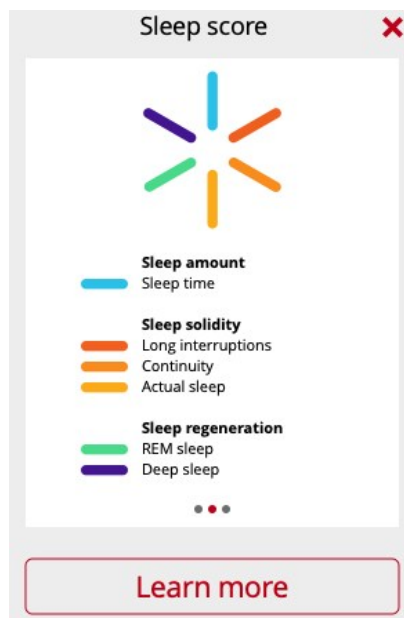 Sleep score
Sleep amount
Sleep time
Sleep solidity
Long interruptions
Continuity
Actual sleep
Sleep regeneration
REM sleep
Deep sleep
Learn more